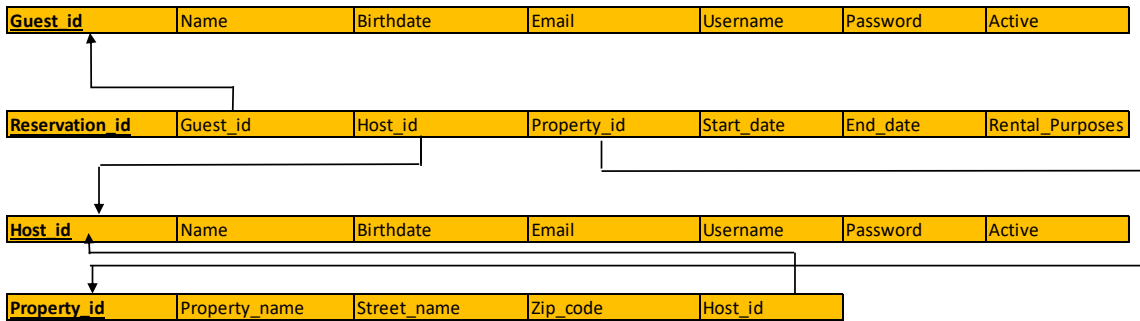 Guest_id Name Birthdate Email Username Password Active
Reservation_id Guest_id Host_id Property_id Start_date End_date Rental_Purposes
Host_id Name Birthdate Email Username Password Active
Property_id Property_name Street_name Zip_code Host_id